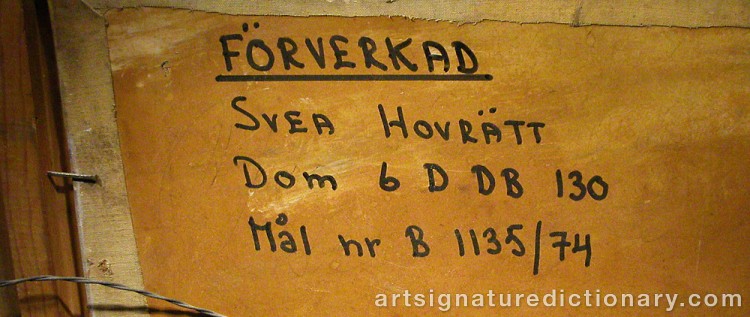 FÖRVERKAD
SVEA HOVRÄTT
Dom 6 D DB 130
Mål nr B 1135/74
artsignaturedictionary.com